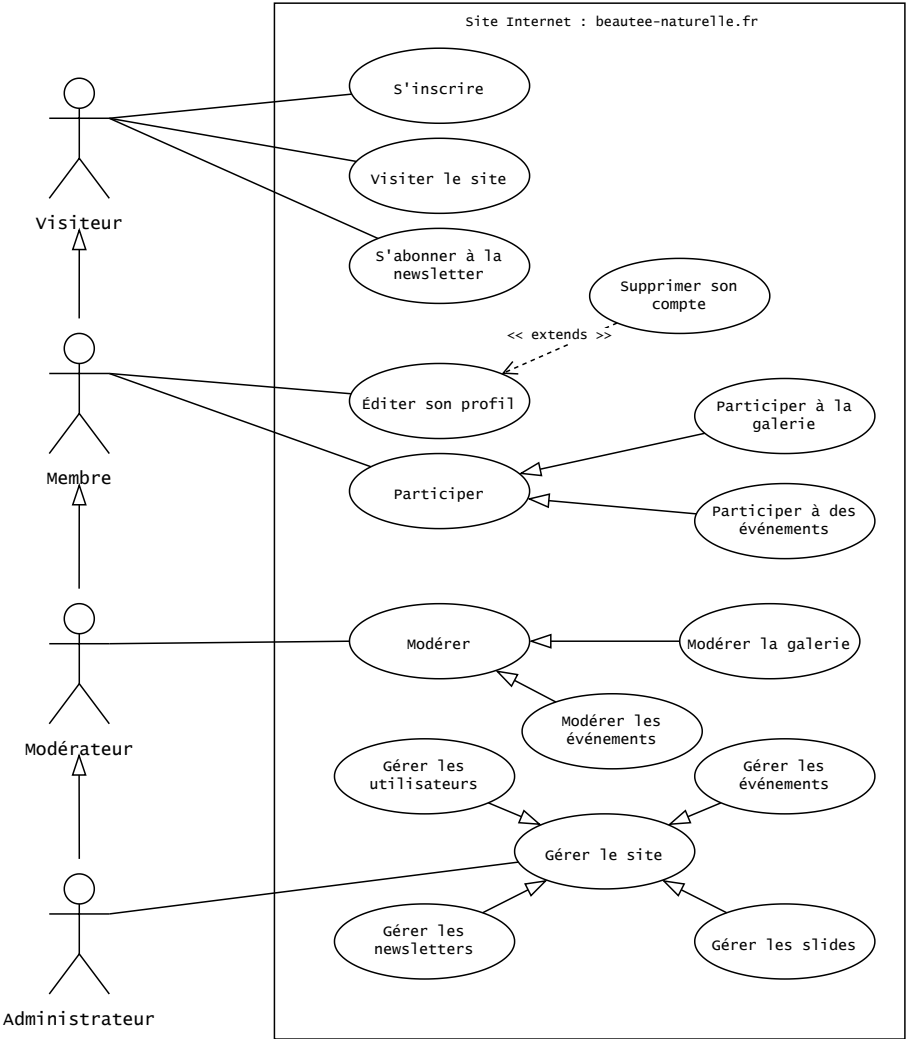 Site Internet : beautee-naturelle.fr
S'inscrire
Visiter le site
Visiteur
S'abonner à la
newsletter
Supprimer son
compte
<< extends >>
Éditer son profil
Participer à la
galerie
Membre
Participer
Participer à des
événements
Modérer
Modérer la galerie
Modérer les
événements
Modérateur
Gérer les
utilisateurs
Gérer les
événements
Gérer le site
Gérer les
newsletters
Gérer les slides
Administrateur